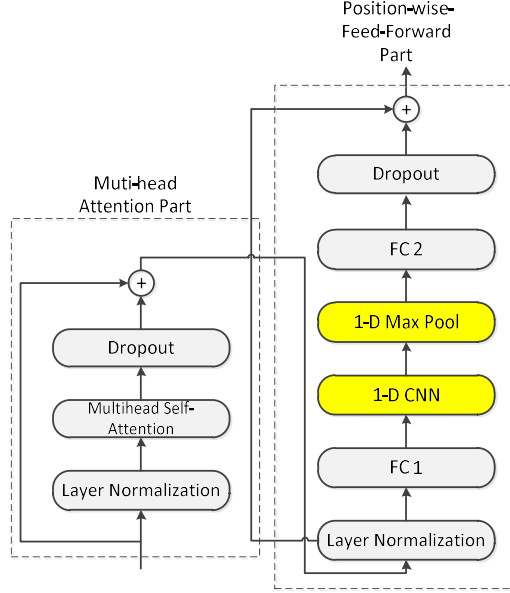 Position-wise-
Feed-Forward
Part
Dropout
FC 2
1-D Max Pool
1-D CNN
FC 1
Layer Normalization
Muti-head
Attention Part
Dropout
Multihead Self-
Attention
Layer Normalization